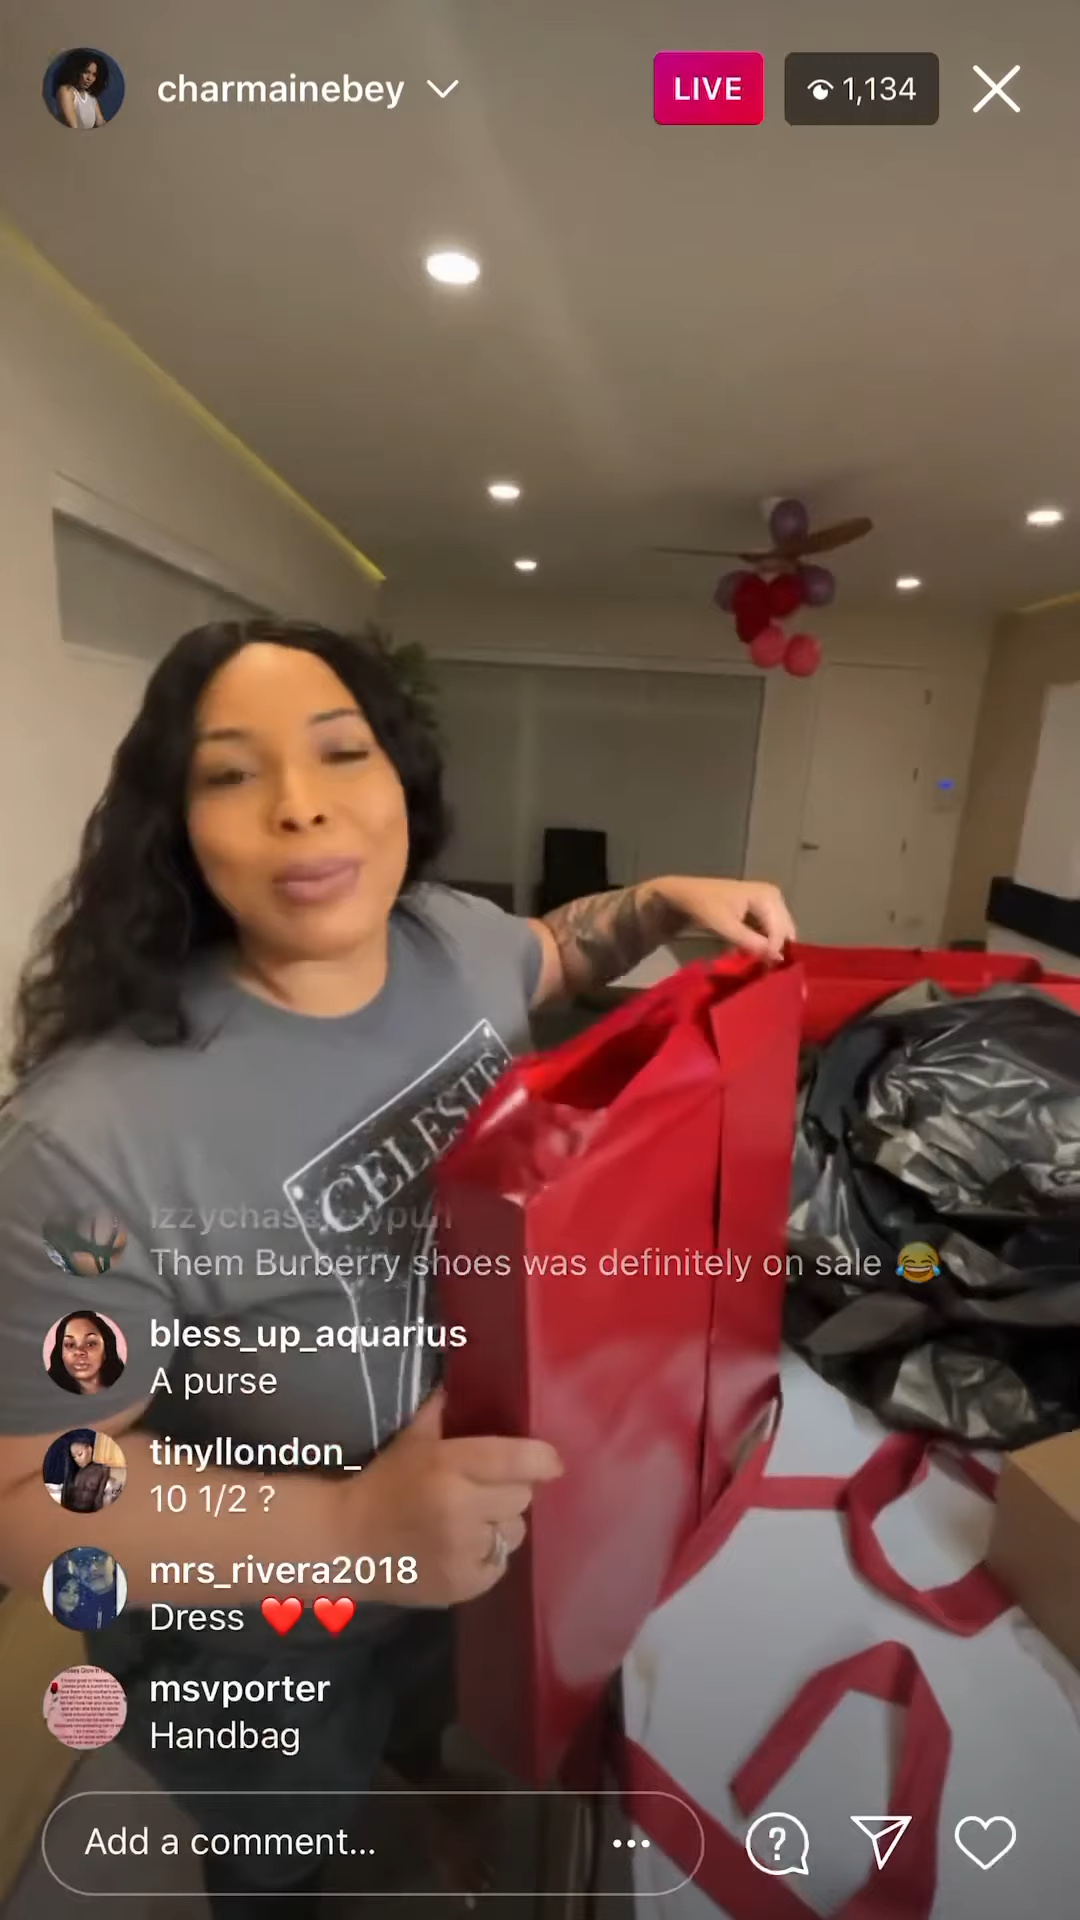 charmainebey
LIVE
1,134
CELESTE
Them Burberry shoes was definitely on sale 😂
bless_up_aquarius
A purse
tinyllondon_
10 1/2 ?
mrs_rivera2018
Dress ❤️❤️
msvporter
Handbag
Add a comment...